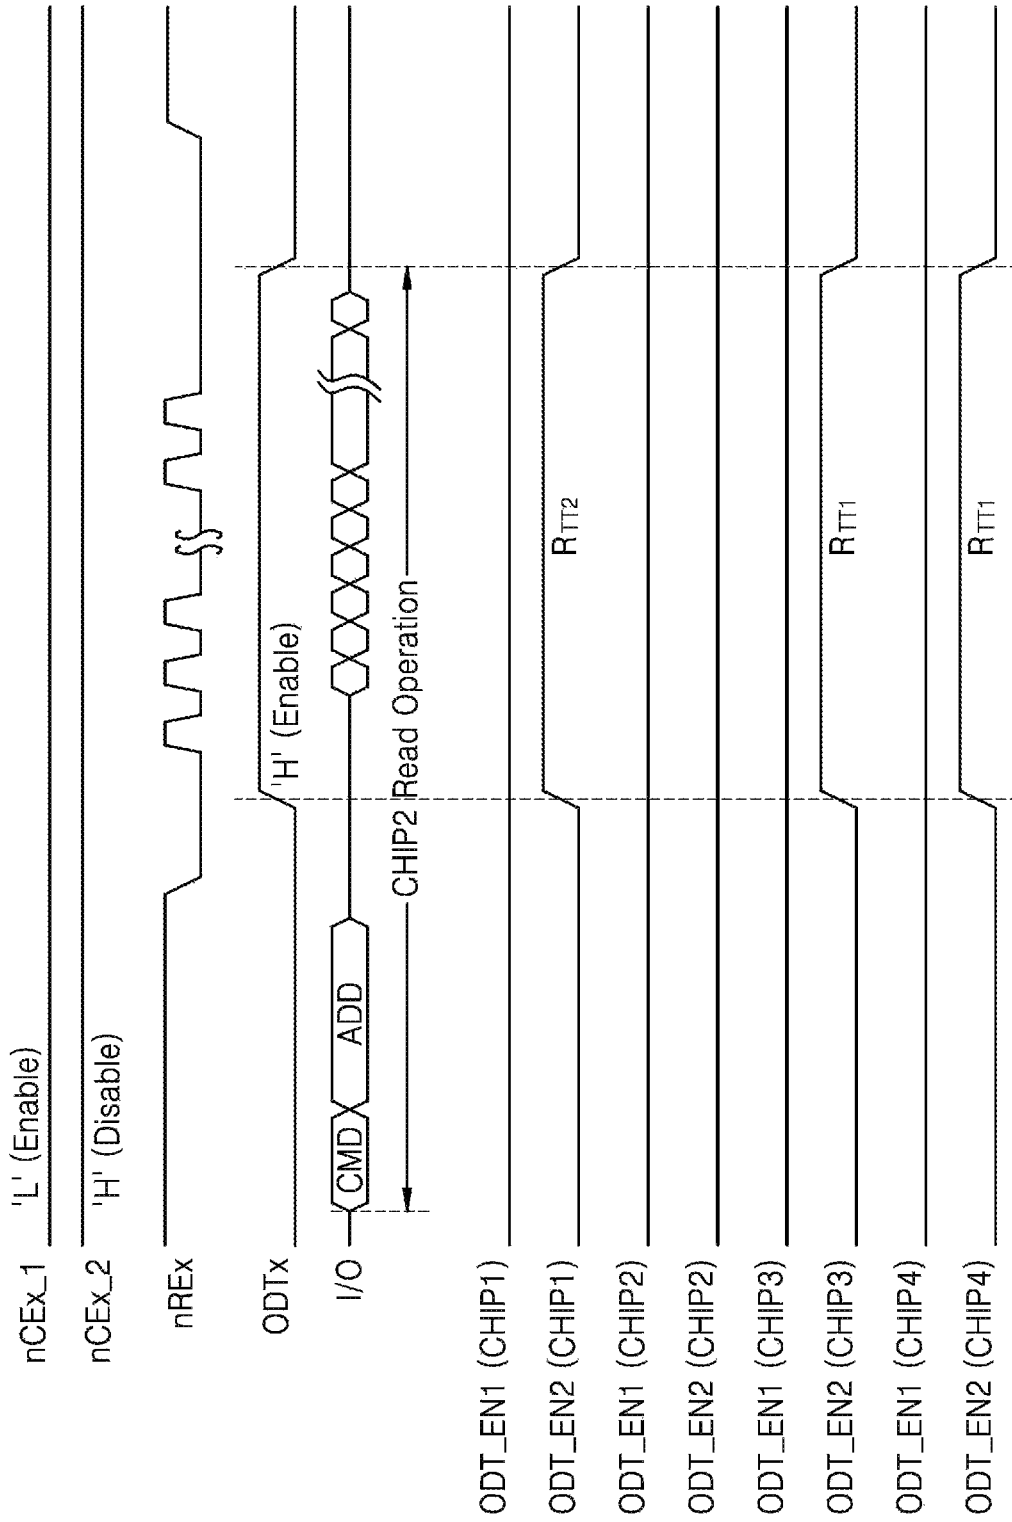 nCEx_1 'L' (Enable)
nCEx_2 'H' (Disable)
nREx
ODTx 'H' (Enable)
I/O CMD ADD
CHIP2 Read Operation
ODT_EN1 (CHIP1)
ODT_EN2 (CHIP1) RTT2
ODT_EN1 (CHIP2)
ODT_EN2 (CHIP2)
ODT_EN1 (CHIP3)
ODT_EN2 (CHIP3) RTT1
ODT_EN1 (CHIP4)
ODT_EN2 (CHIP4) RTT1